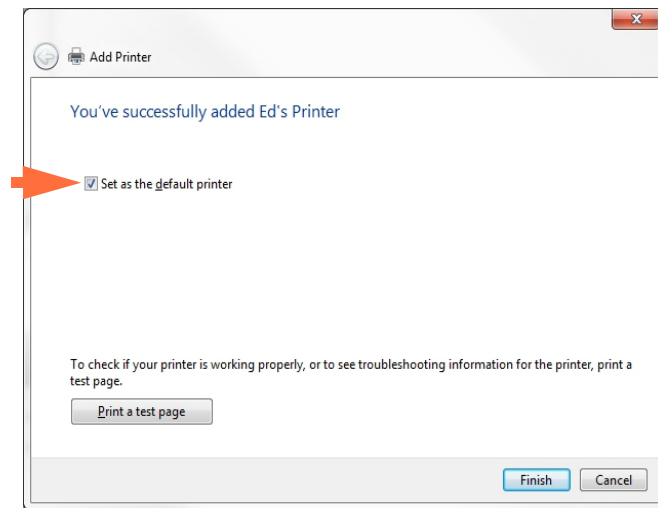 Add Printer
You've successfully added Ed's Printer
Set as the default printer
To check if your printer is working properly, or to see troubleshooting information for the printer, print a
test page.
Print a test page
Finish
Cancel